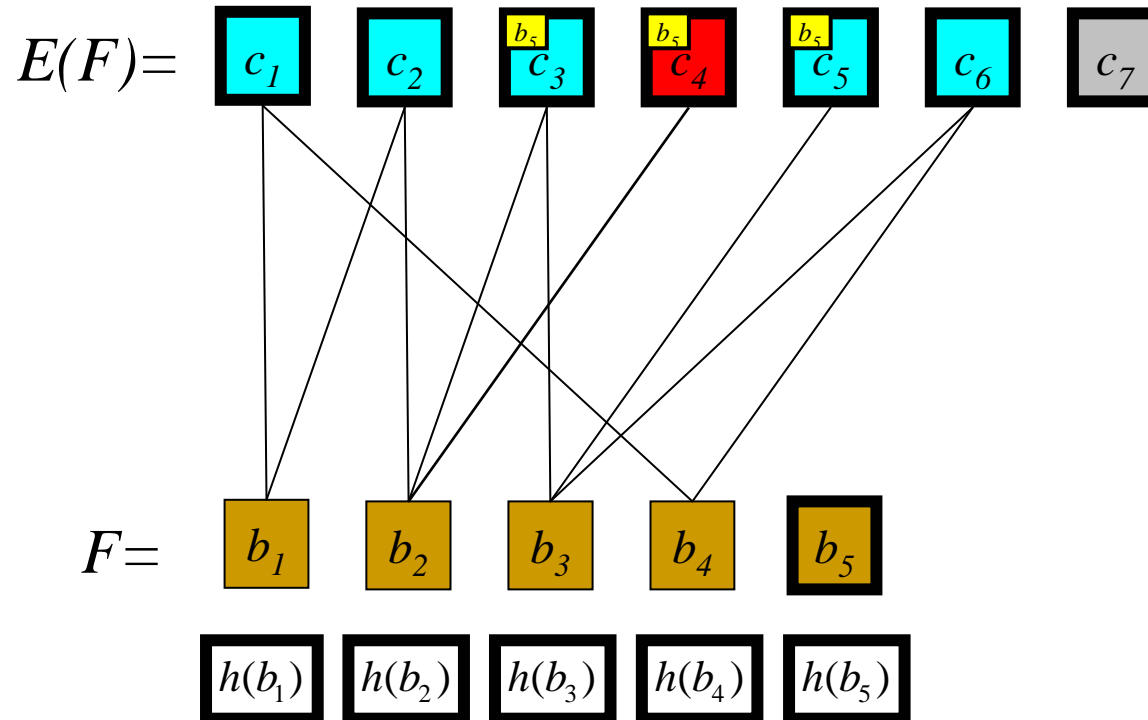 b₅ b₅ b₅
E(F)= c₁ c₂ c₃ c₄ c₅ c₆ c₇
F= b₁ b₂ b₃ b₄ b₅
h(b₁) h(b₂) h(b₃) h(b₄) h(b₅)